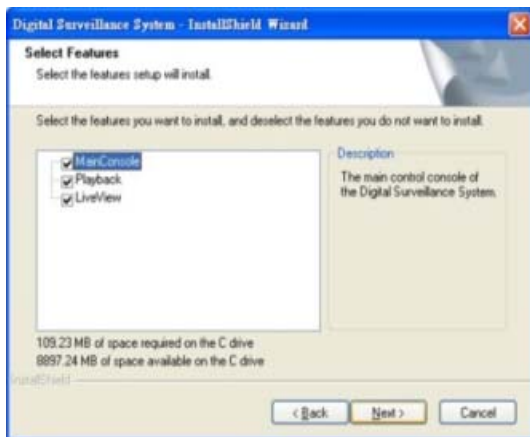 Digital Surveillance System - InstallShield Wizard
Select Features
Select the features setup will install.
Select the features you want to install, and deselect the features you do not want to install.
MainConsole
Playback
LiveView
Description
The main control console of
the Digital Surveillance System.
109.23 MB of space required on the C drive
8897.24 MB of space available on the C drive
InstallShield
< Back
Next >
Cancel